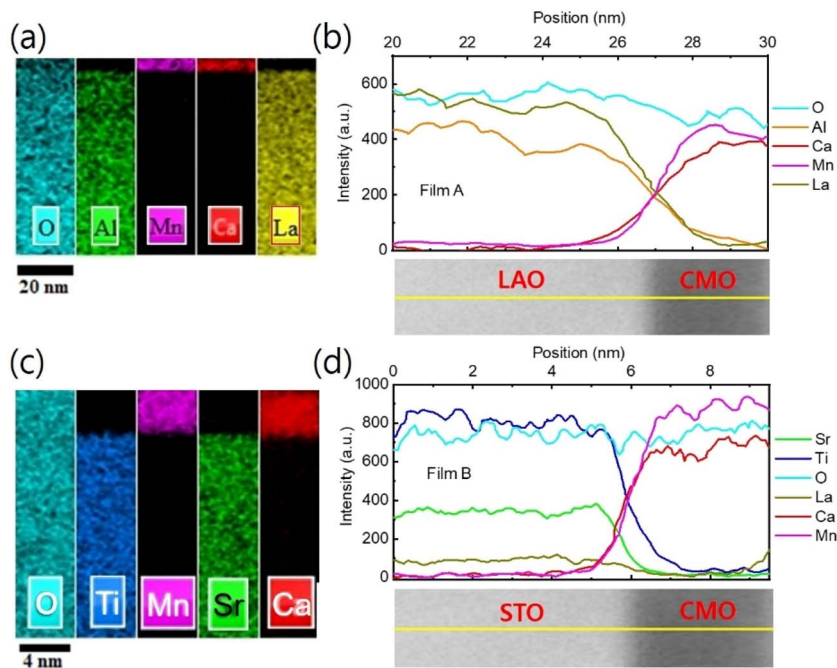 (a)
O Al Mn Ca La
20 nm
(b)
Position (nm)
20 22 24 26 28 30
600
400
200
0
Intensity (a.u.)
Film A
O
Al
Ca
Mn
La
LAO CMO
(c)
O Ti Mn Sr Ca
4 nm
(d)
Position (nm)
0 2 4 6 8
1000
800
600
400
200
0
Intensity (a.u.)
Film B
Sr
Ti
O
La
Ca
Mn
STO CMO